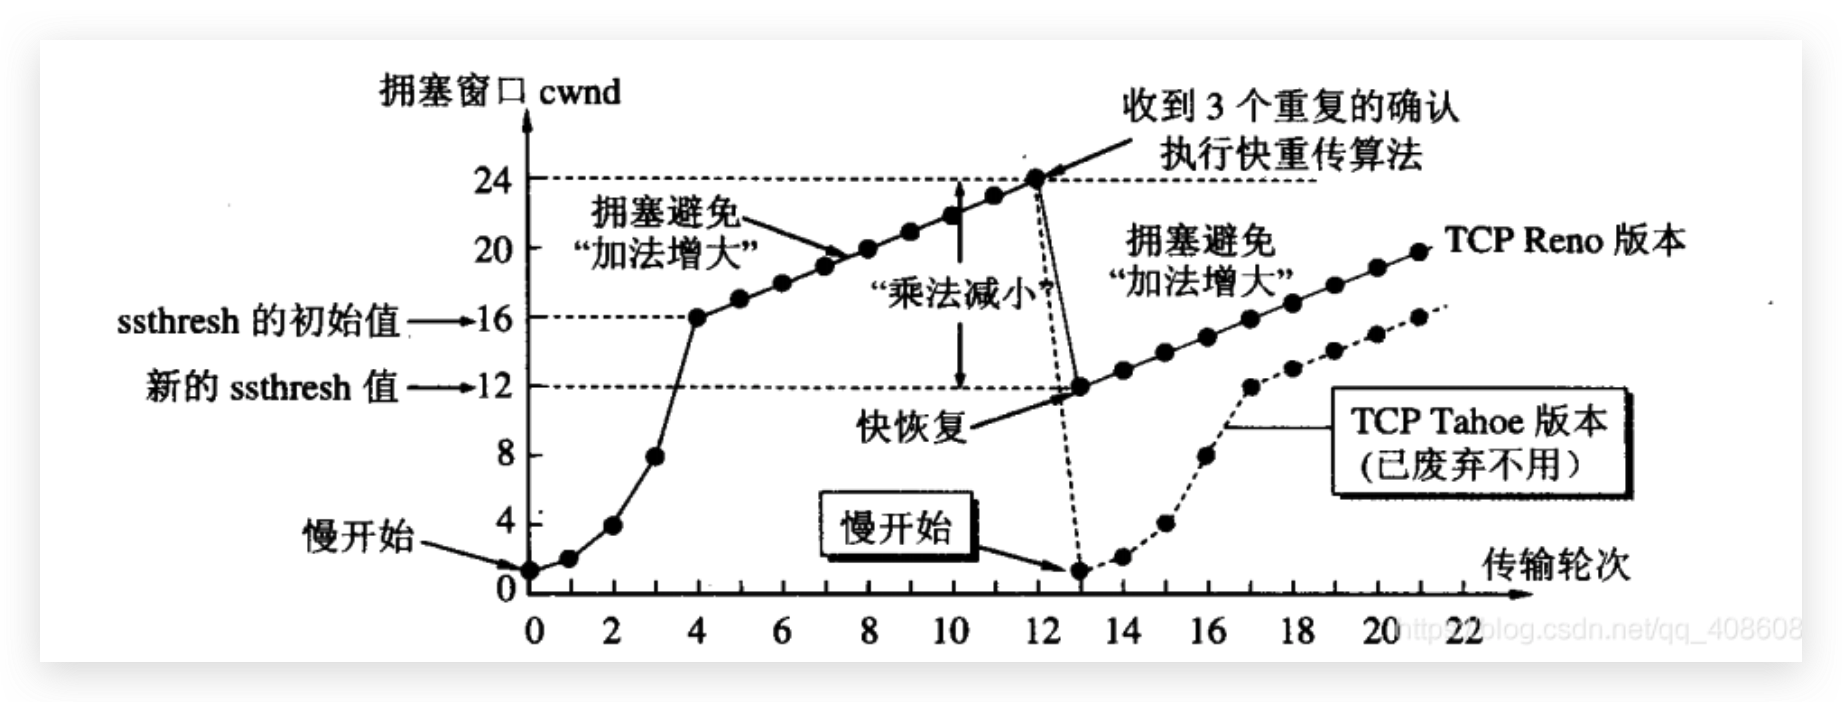 拥塞窗口 cwnd
收到 3 个重复的确认
执行快重传算法
24
拥塞避免
“加法增大”
20
拥塞避免
“加法增大”
TCP Reno 版本
“乘法减小”
ssthresh 的初始值
16
新的 ssthresh 值
12
快恢复
TCP Tahoe 版本
(已废弃不用）
8
慢开始
4
慢开始
传输轮次
0
0 2 4 6 8 10 12 14 16 18 20 22
https://blog.csdn.net/qq_408608